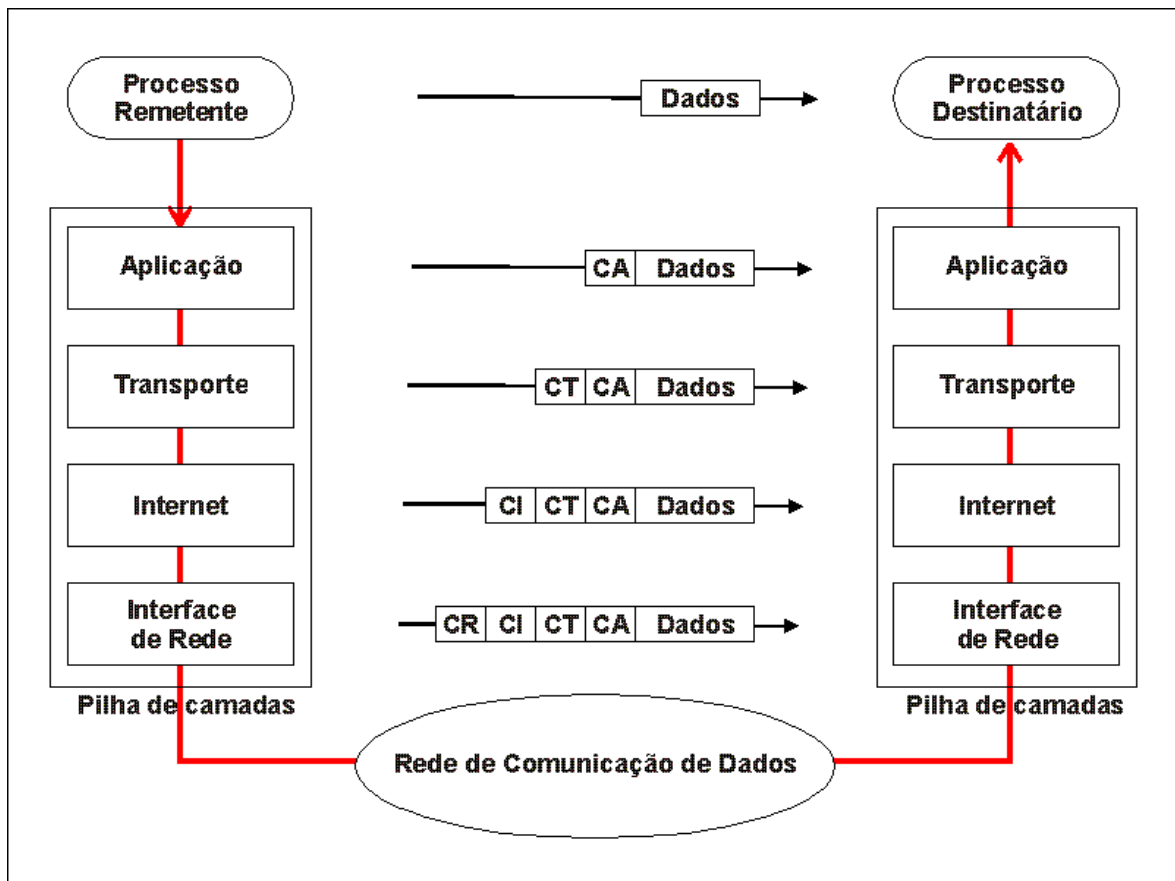 Processo
Remetente
Dados
Processo
Destinatário
Aplicação
CA Dados
Aplicação
Transporte
CT CA Dados
Transporte
Internet
CI CT CA Dados
Internet
Interface
de Rede
CR CI CT CA Dados
Interface
de Rede
Pilha de camadas
Pilha de camadas
Rede de Comunicação de Dados